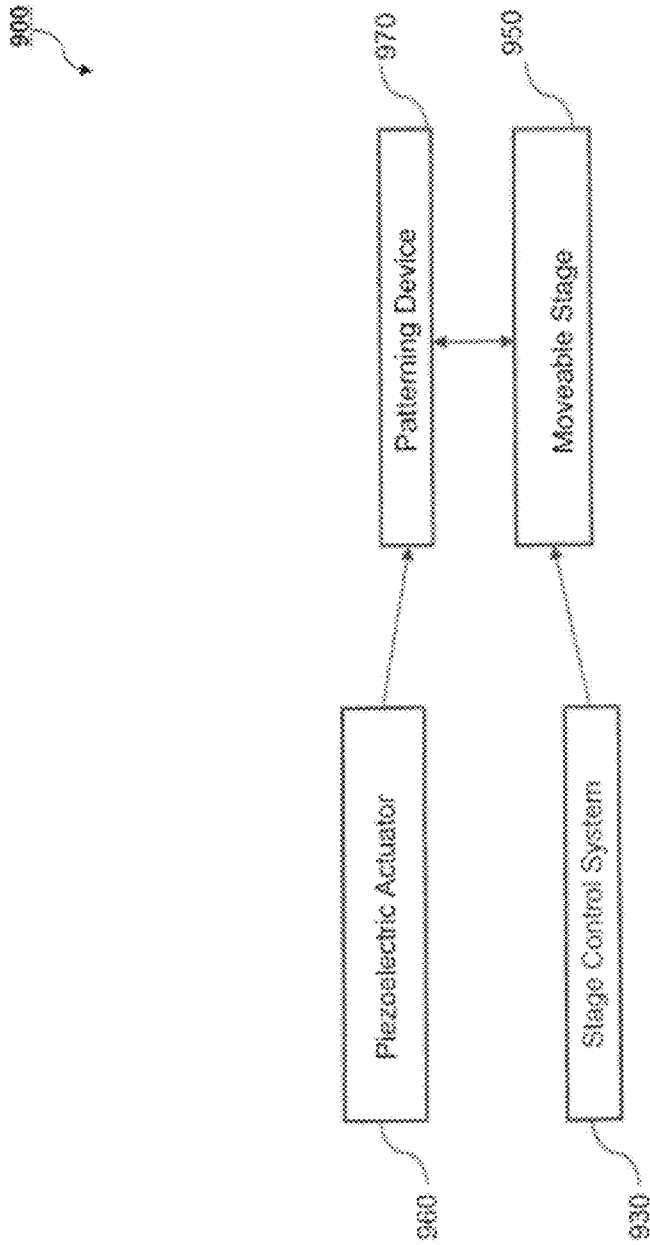 900
970
Patterning Device
950
Moveable Stage
Piezoelectric Actuator
960
Stage Control System
930